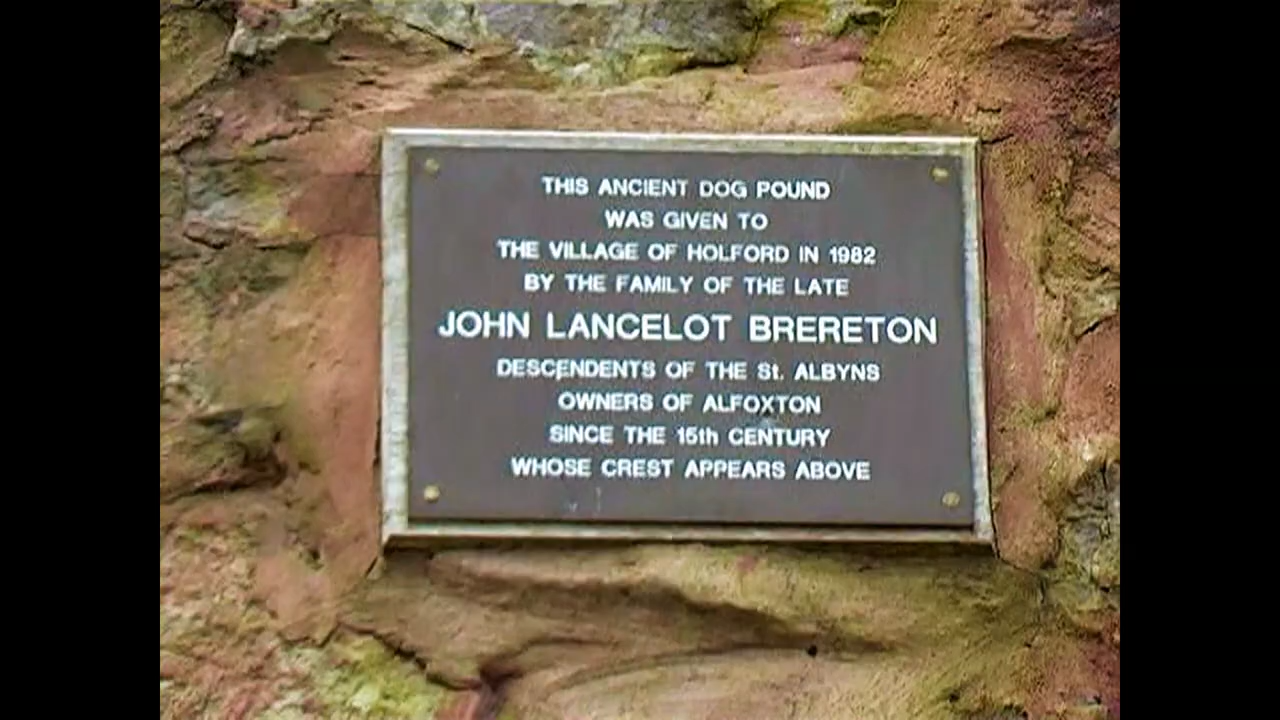 THIS ANCIENT DOG POUND
WAS GIVEN TO
THE VILLAGE OF HOLFORD IN 1982
BY THE FAMILY OF THE LATE
JOHN LANCELOT BRERETON
DESCENDENTS OF THE St. ALBYNS
OWNERS OF ALFOXTON
SINCE THE 15th CENTURY
WHOSE CREST APPEARS ABOVE